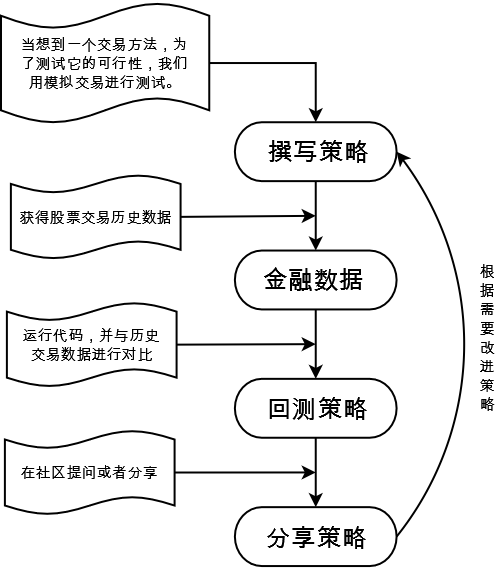 当想到一个交易方法，为
了测试它的可行性，我们
用模拟交易进行测试。
撰写策略
获得股票交易历史数据
金融数据
运行代码，并与历史
交易数据进行对比
回测策略
在社区提问或者分享
分享策略
根据需要改进策略